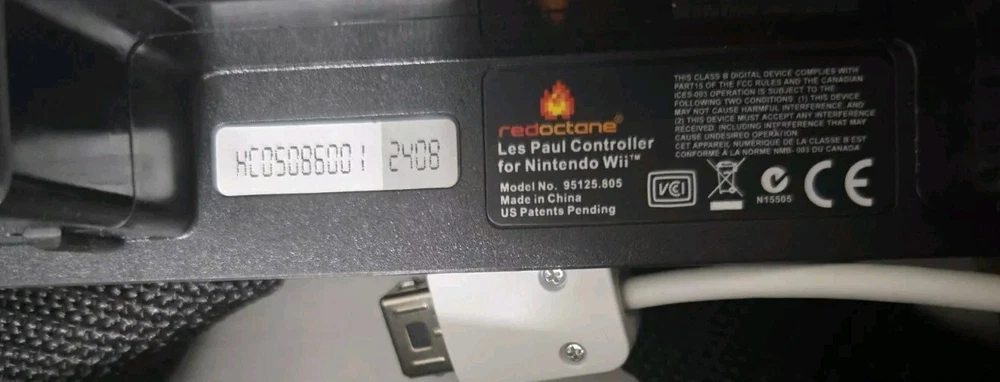 HC05086001 2408
redoctane®
Les Paul Controller
for Nintendo Wii™
Model No. 95125.805
Made in China
US Patents Pending
THIS CLASS B DIGITAL DEVICE COMPLIES WITH
PART15 OF THE FCC RULES AND THE CANADIAN
ICES-003 OPERATION IS SUBJECT TO THE
FOLLOWING TWO CONDITIONS: (1) THIS DEVICE
MAY NOT CAUSE HARMFUL INTERFERENCE, AND
(2) THIS DEVICE MUST ACCEPT ANY INTERFERENCE
RECEIVED, INCLUDING INTERFERENCE THAT MAY
CAUSE UNDESIRED OPERATION
CET APPAREIL NUMÉRIQUE DE LA CLASSE B EST
CONFORME A LA NORME NMB-003 DU CANADA
VCI
N15505
CE